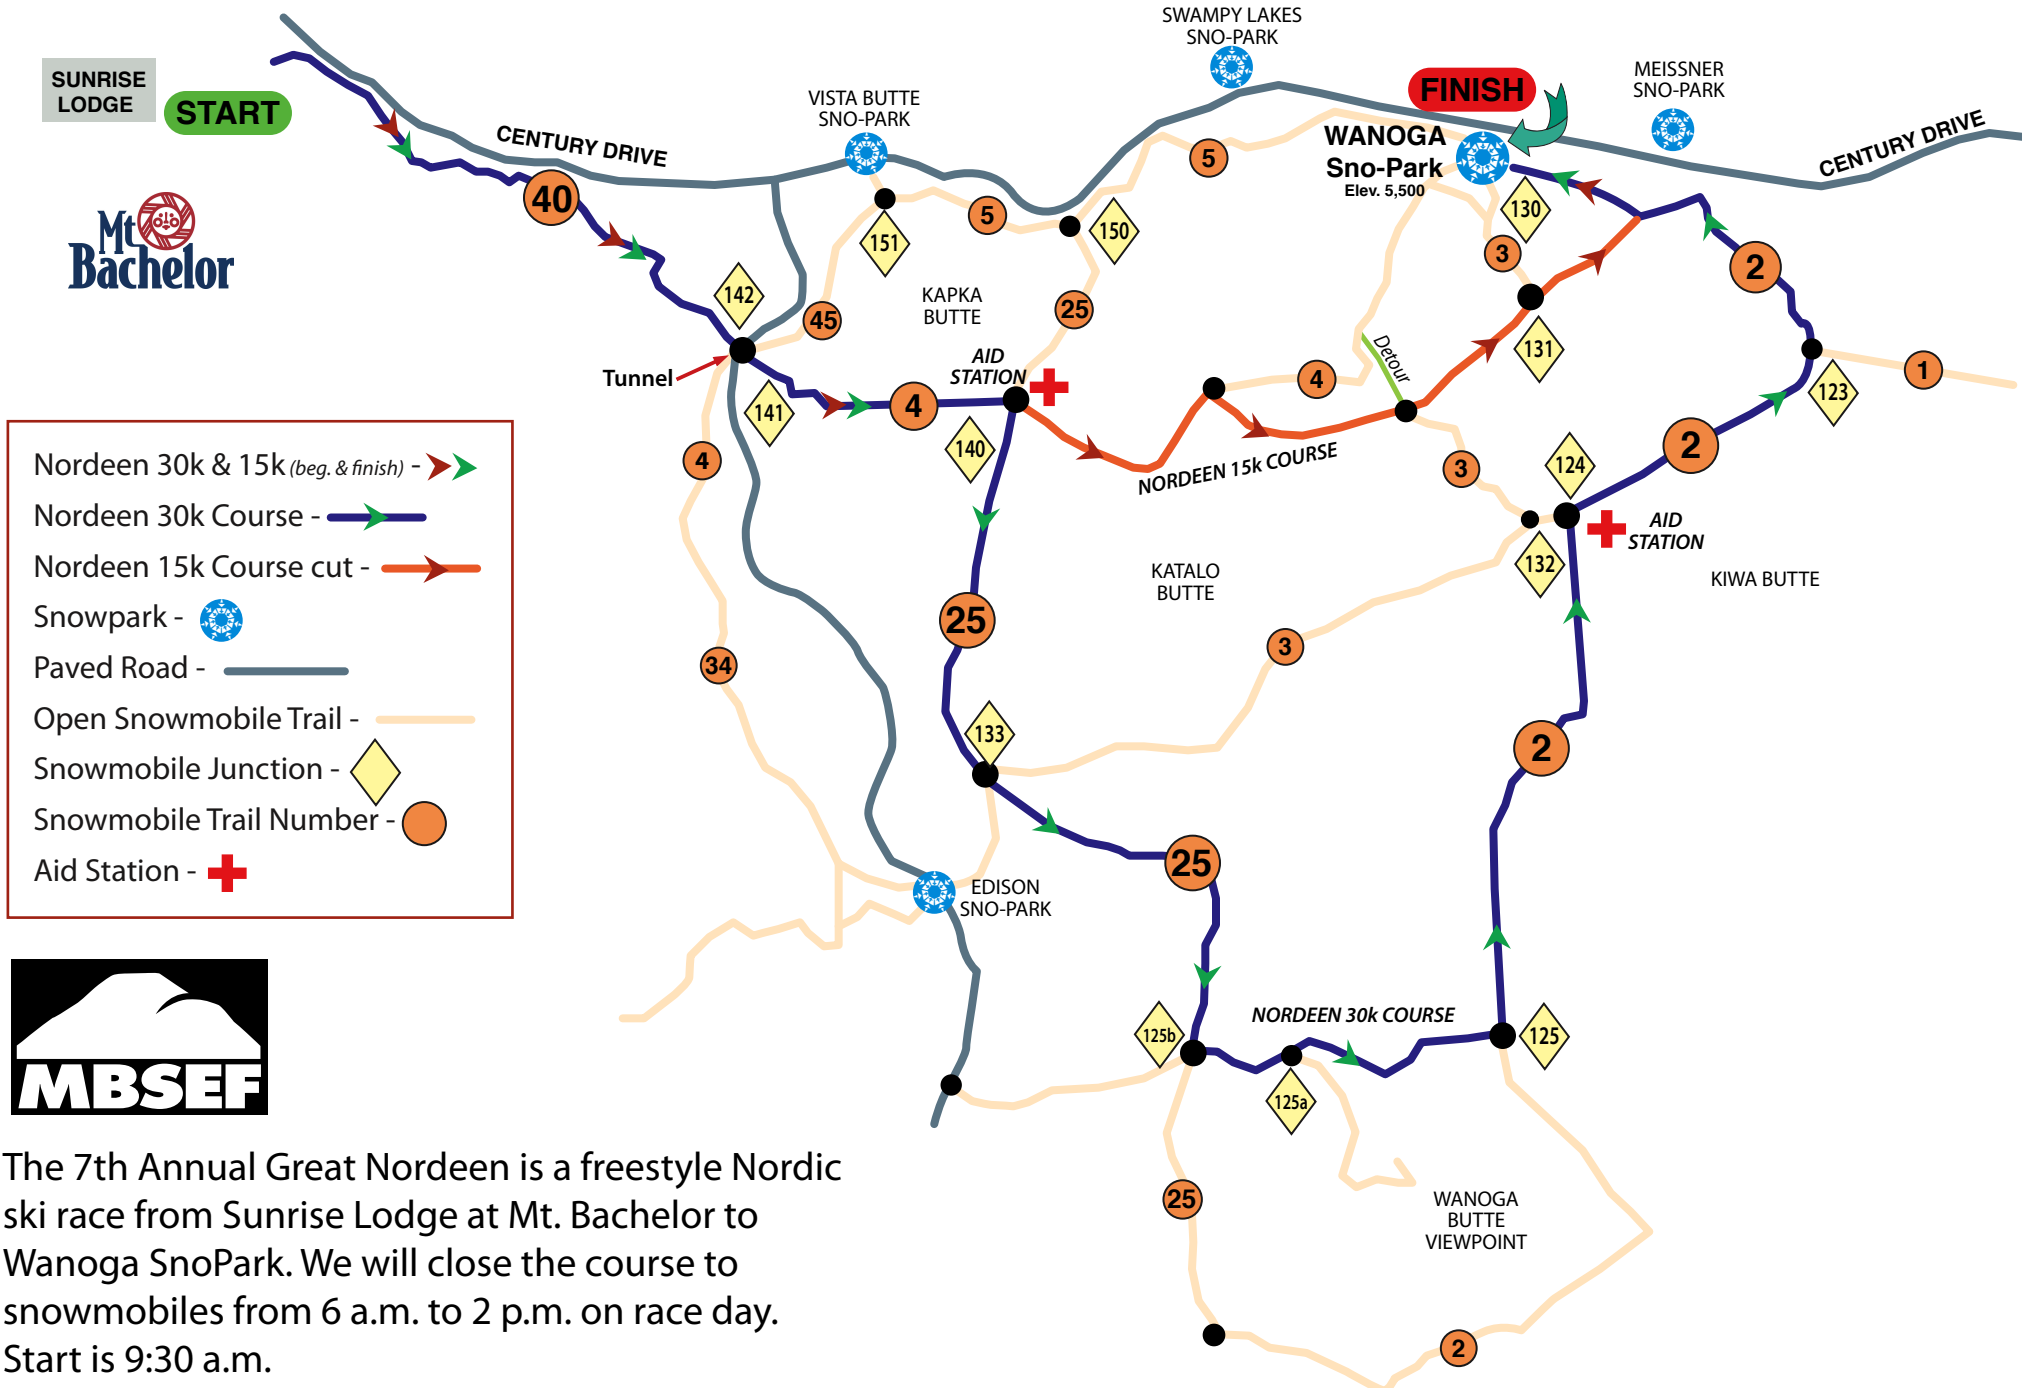 SWAMPY LAKES
SNO-PARK
SUNRISE
LODGE
START
VISTA BUTTE
SNO-PARK
FINISH
MEISSNER
SNO-PARK
CENTURY DRIVE
WANOGA
Sno-Park
Elev. 5,500
CENTURY DRIVE
5
40
5
151
150
130
3
2
Mt.
Bachelor
142
45
KAPKA
BUTTE
25
131
Detour
AID
STATION
Tunnel
4
1
123
141
4
140
4
NORDEEN 15k COURSE
3
124
2
132
AID
STATION
KATALO
BUTTE
KIWA BUTTE
Nordeen 30k & 15k (beg. & finish) -
Nordeen 30k Course -
Nordeen 15k Course cut -
Snowpark -
Paved Road -
Open Snowmobile Trail -
Snowmobile Junction -
Snowmobile Trail Number -
Aid Station -
25
34
3
133
2
25
EDISON
SNO-PARK
125b
NORDEEN 30k COURSE
125
125a
MBSEF
25
WANOGA
BUTTE
VIEWPOINT
2
The 7th Annual Great Nordeen is a freestyle Nordic
ski race from Sunrise Lodge at Mt. Bachelor to
Wanoga SnoPark. We will close the course to
snowmobiles from 6 a.m. to 2 p.m. on race day.
Start is 9:30 a.m.